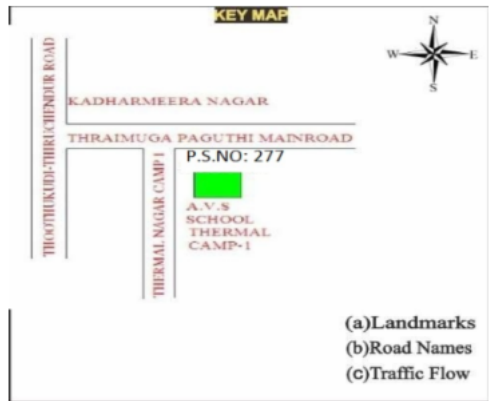 KEY MAP
N
W
E
S
THOOTHUKUDI-THIRUCHENDUR ROAD
KADHARMEERA NAGAR
THRAIMUGA PAGUTHI MAINROAD
THERMAL NAGAR CAMP 1
P.S.NO: 277
A.V.S
SCHOOL
THERMAL
CAMP-1
(a)Landmarks
(b)Road Names
(c)Traffic Flow